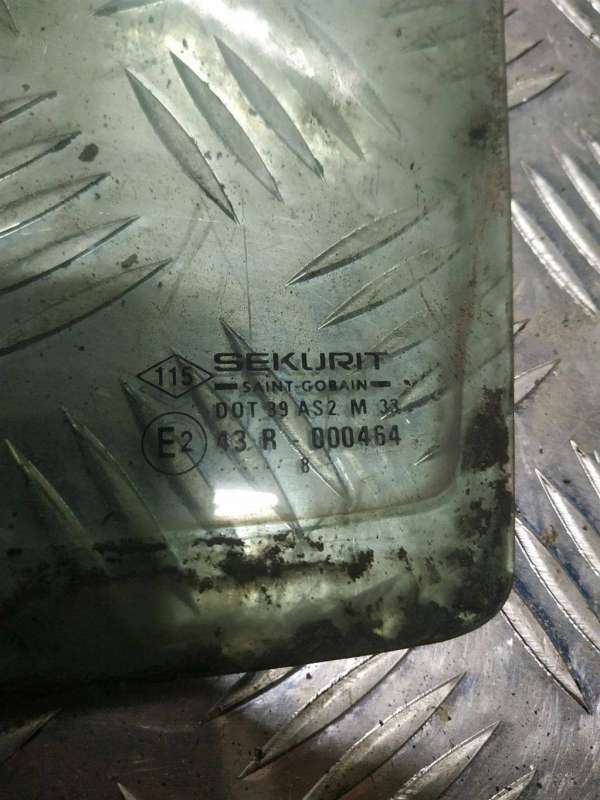 115 SEKURIT
SAINT-GOBAIN
DOT 39 AS2 M 33
E2 43 R - 000464
8